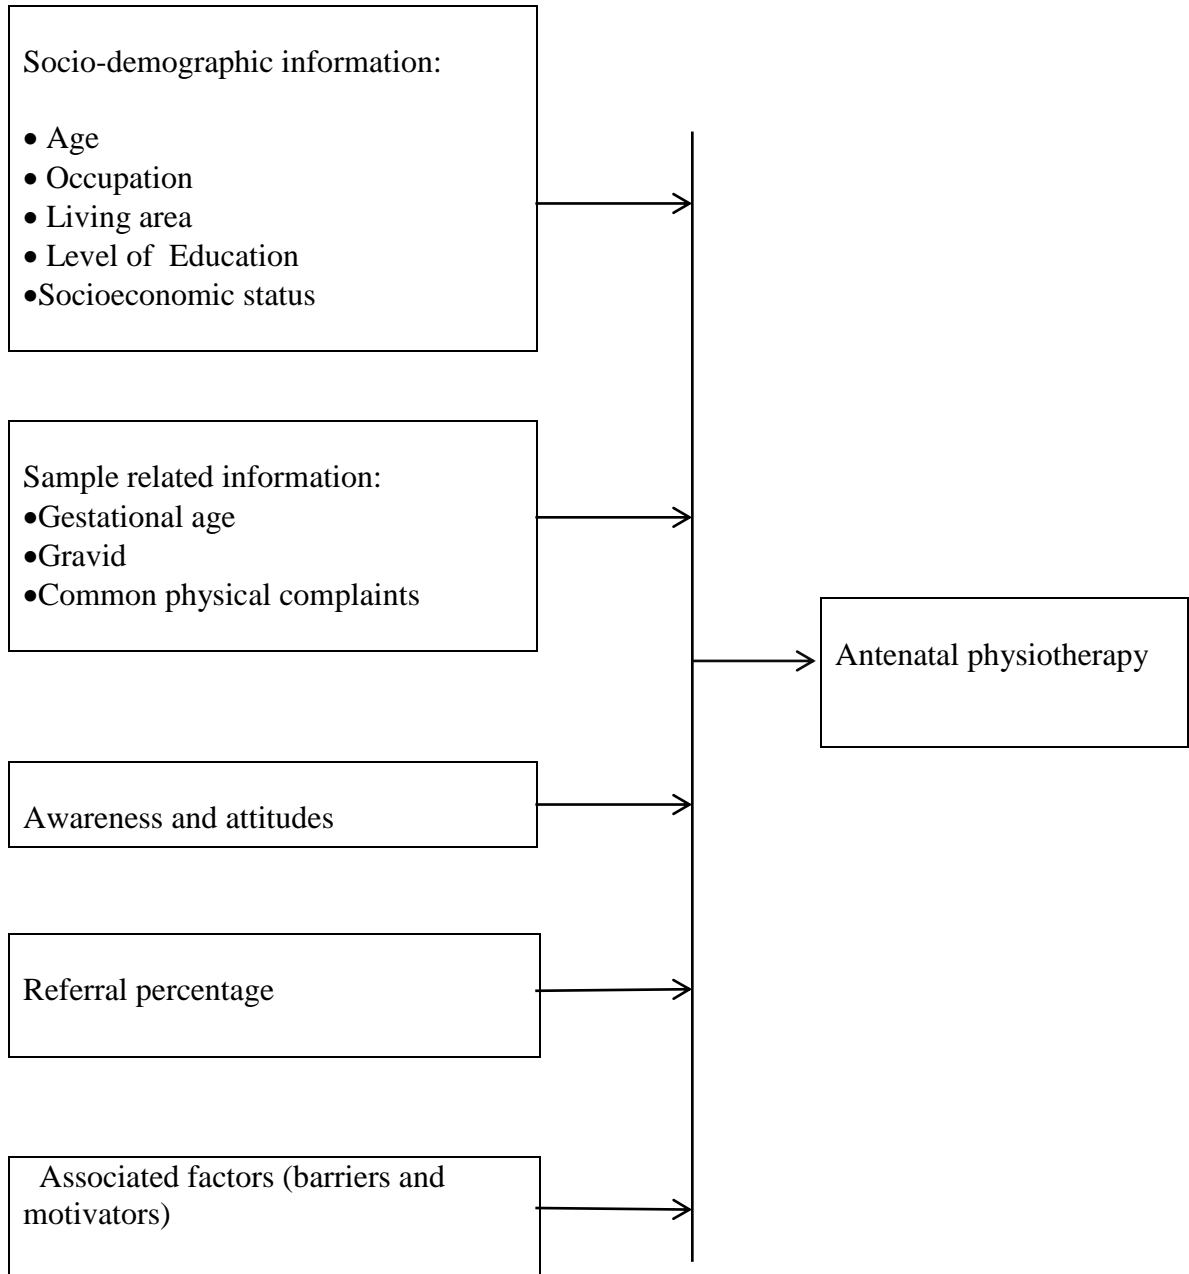 Socio-demographic information:
• Age
• Occupation
• Living area
• Level of  Education
•Socioeconomic status
Sample related information:
•Gestational age
•Gravid
•Common physical complaints
Antenatal physiotherapy
Awareness and attitudes
Referral percentage
Associated factors (barriers and
motivators)